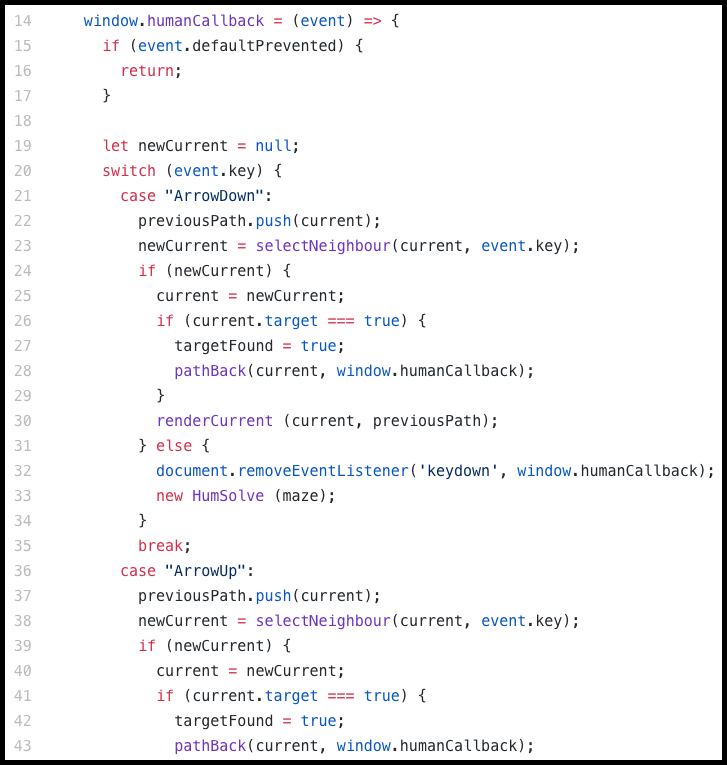 14 window.humanCallback = (event) => {
15 if (event.defaultPrevented) {
16 return;
17 }
18
19 let newCurrent = null;
20 switch (event.key) {
21 case "ArrowDown":
22 previousPath.push(current);
23 newCurrent = selectNeighbour(current, event.key);
24 if (newCurrent) {
25 current = newCurrent;
26 if (current.target === true) {
27 targetFound = true;
28 pathBack(current, window.humanCallback);
29 }
30 renderCurrent (current, previousPath);
31 } else {
32 document.removeEventListener('keydown', window.humanCallback);
33 new HumSolve (maze);
34 }
35 break;
36 case "ArrowUp":
37 previousPath.push(current);
38 newCurrent = selectNeighbour(current, event.key);
39 if (newCurrent) {
40 current = newCurrent;
41 if (current.target === true) {
42 targetFound = true;
43 pathBack(current, window.humanCallback);